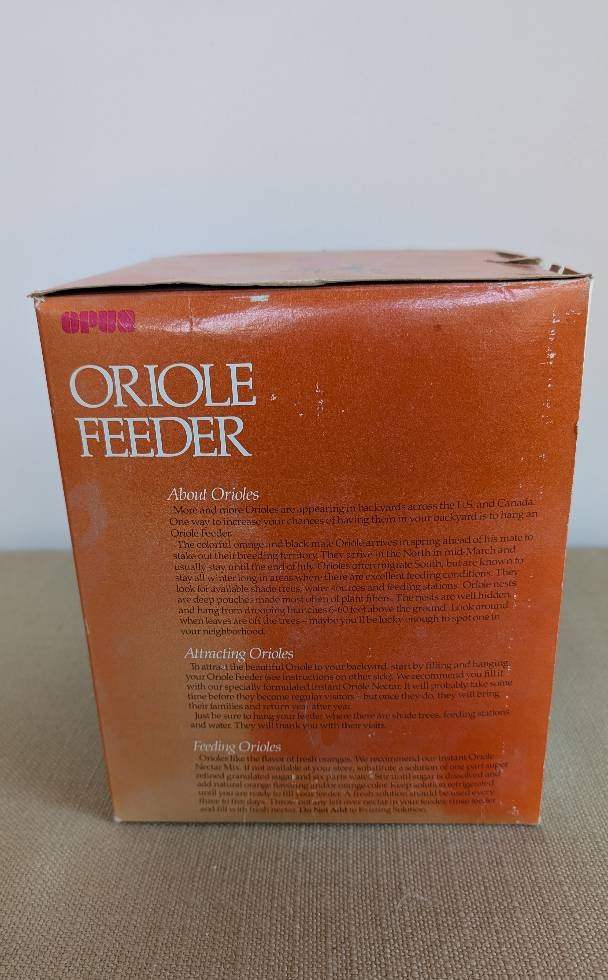 OPUS
ORIOLE
FEEDER
About Orioles
More and more Orioles are appearing in backyards across the U.S. and Canada.
One way to increase your chances of having them in your backyard is to hang an
Oriole Feeder.
The colorful orange and black male Oriole arrives in spring ahead of his mate to
stake out their breeding territory. They arrive in the North in mid-March and
usually stay until the end of July. Orioles often migrate South, but are known to
stay all winter long in areas where there are excellent feeding conditions. They
look for available shade trees, water sources and feeding stations. Oriole nests
are deep pouches made most often of plant fibers. The nests are well hidden
and hang from drooping branches 6-60 feet above the ground. Look around
when leaves are off the trees – maybe you'll be lucky enough to spot one in
your neighborhood.
Attracting Orioles
To attract the beautiful Oriole to your backyard, start by filling and hanging
your Oriole Feeder (see instructions on other side). We recommend you fill it
with our specially formulated instant Oriole Nectar. It will probably take some
time before they become regular visitors – but once they do, they will bring
their families and return year after year.
Just be sure to hang your feeder where there are shade trees, feeding stations
and water. They will thank you with their visits.
Feeding Orioles
Orioles like the flavor of fresh oranges. We recommend our Instant Oriole
Nectar Mix. If not available at your store, substitute a solution of one part super
refined granulated sugar and six parts water. Stir until sugar is dissolved and
add natural orange flavoring and/or orange color. Keep solution refrigerated
until you are ready to fill your feeder. A fresh solution should be used every
three to five days. Throw out any left over nectar in your feeder, rinse feeder
and fill with fresh nectar. Do Not Add to Existing Solution.